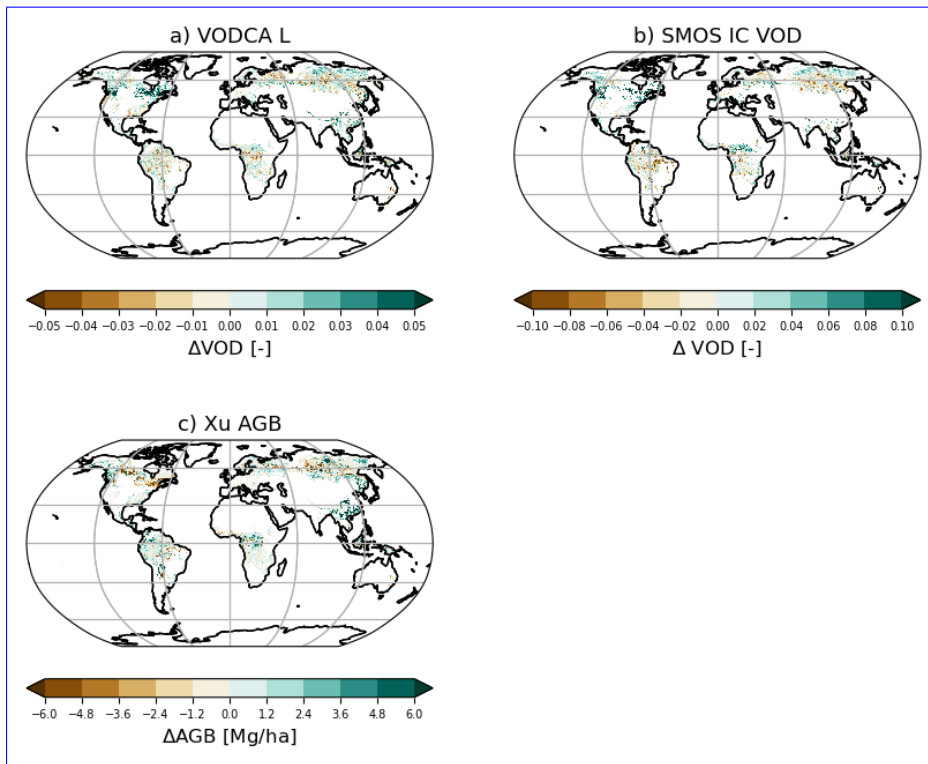 a) VODCA L
−0.05 −0.04 −0.03 −0.02 −0.01 0.00 0.01 0.02 0.03 0.04 0.05
ΔVOD [-]
b) SMOS IC VOD
−0.10 −0.08 −0.06 −0.04 −0.02 0.00 0.02 0.04 0.06 0.08 0.10
Δ VOD [-]
c) Xu AGB
−6.0 −4.8 −3.6 −2.4 −1.2 0.0 1.2 2.4 3.6 4.8 6.0
ΔAGB [Mg/ha]